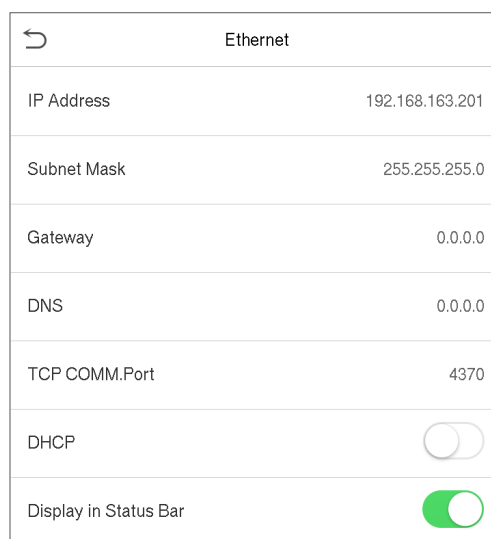 Ethernet
IP Address 192.168.163.201
Subnet Mask 255.255.255.0
Gateway 0.0.0.0
DNS 0.0.0.0
TCP COMM.Port 4370
DHCP
Display in Status Bar